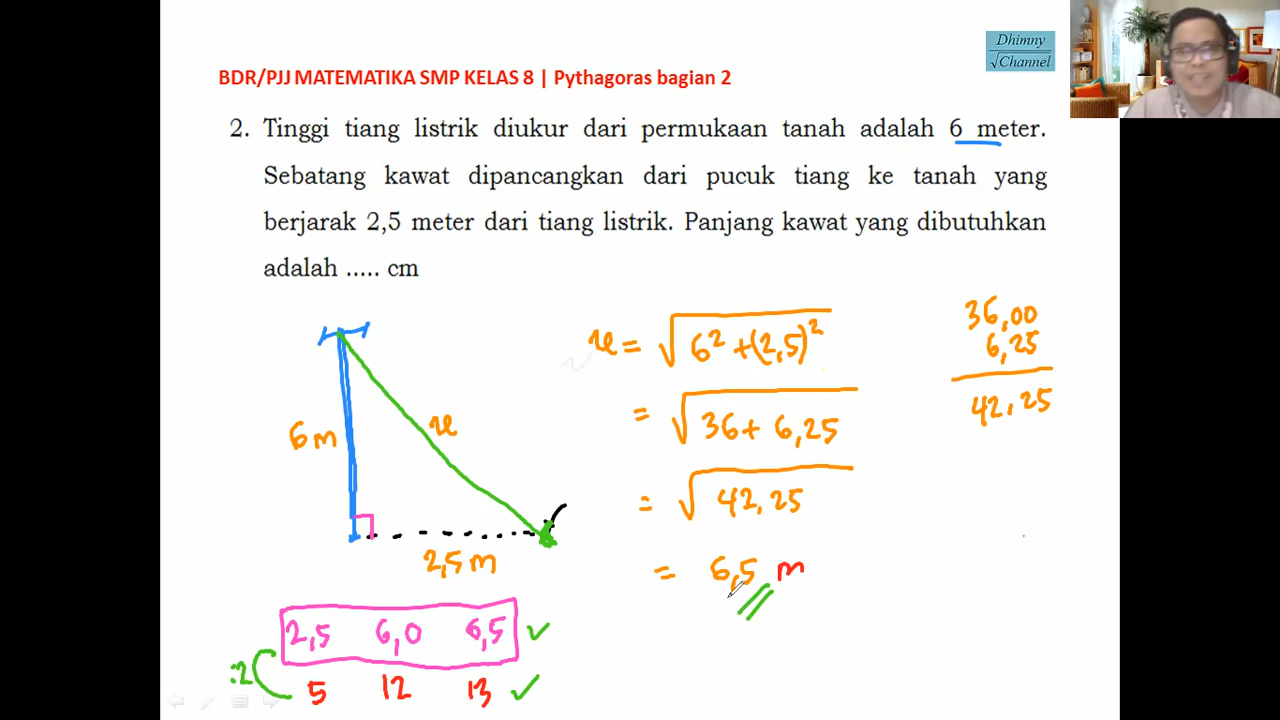 Dhimny
√Channel
BDR/PJJ MATEMATIKA SMP KELAS 8 | Pythagoras bagian 2
2. Tinggi tiang listrik diukur dari permukaan tanah adalah 6 meter.
Sebatang kawat dipancangkan dari pucuk tiang ke tanah yang
berjarak 2,5 meter dari tiang listrik. Panjang kawat yang dibutuhkan
adalah ..... cm
6 m
x
2,5 m
x = √6² + (2,5)²
= √36 + 6,25
= √42,25
= 6,5 m
36,00
6,25
42,25
2,5 6,0 6,5 ✓
:2
5 12 13 ✓